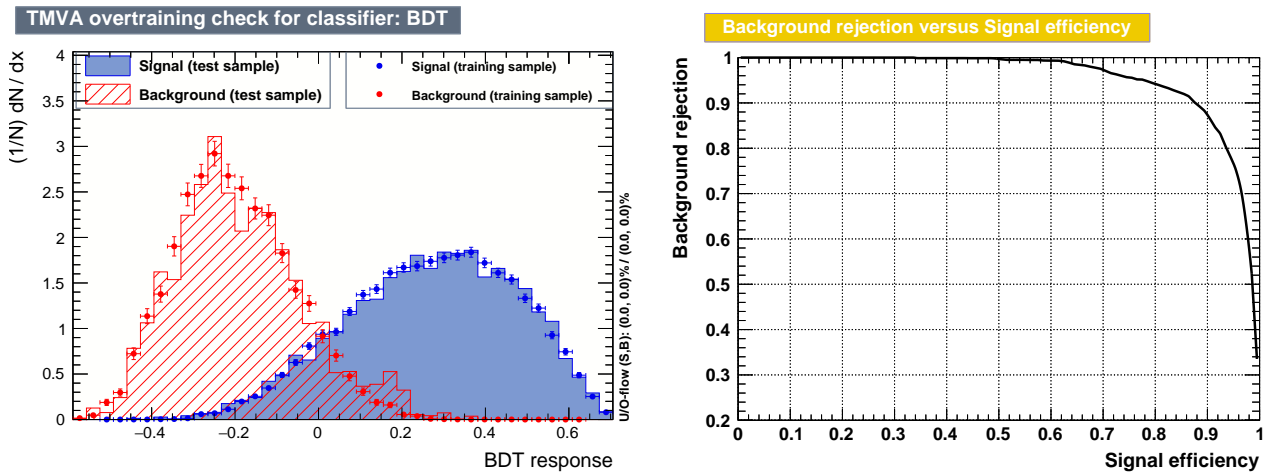 TMVA overtraining check for classifier: BDT
(1/N) dN / dx
4
3.5
3
2.5
2
1.5
1
0.5
0
Signal (test sample)
Background (test sample)
Signal (training sample)
Background (training sample)
−0.4 −0.2 0 0.2 0.4 0.6
BDT response
U/O-flow (S,B): (0.0, 0.0)% / (0.0, 0.0)%
Background rejection versus Signal efficiency
Background rejection
1
0.9
0.8
0.7
0.6
0.5
0.4
0.3
0.2
0 0.1 0.2 0.3 0.4 0.5 0.6 0.7 0.8 0.9 1
Signal efficiency